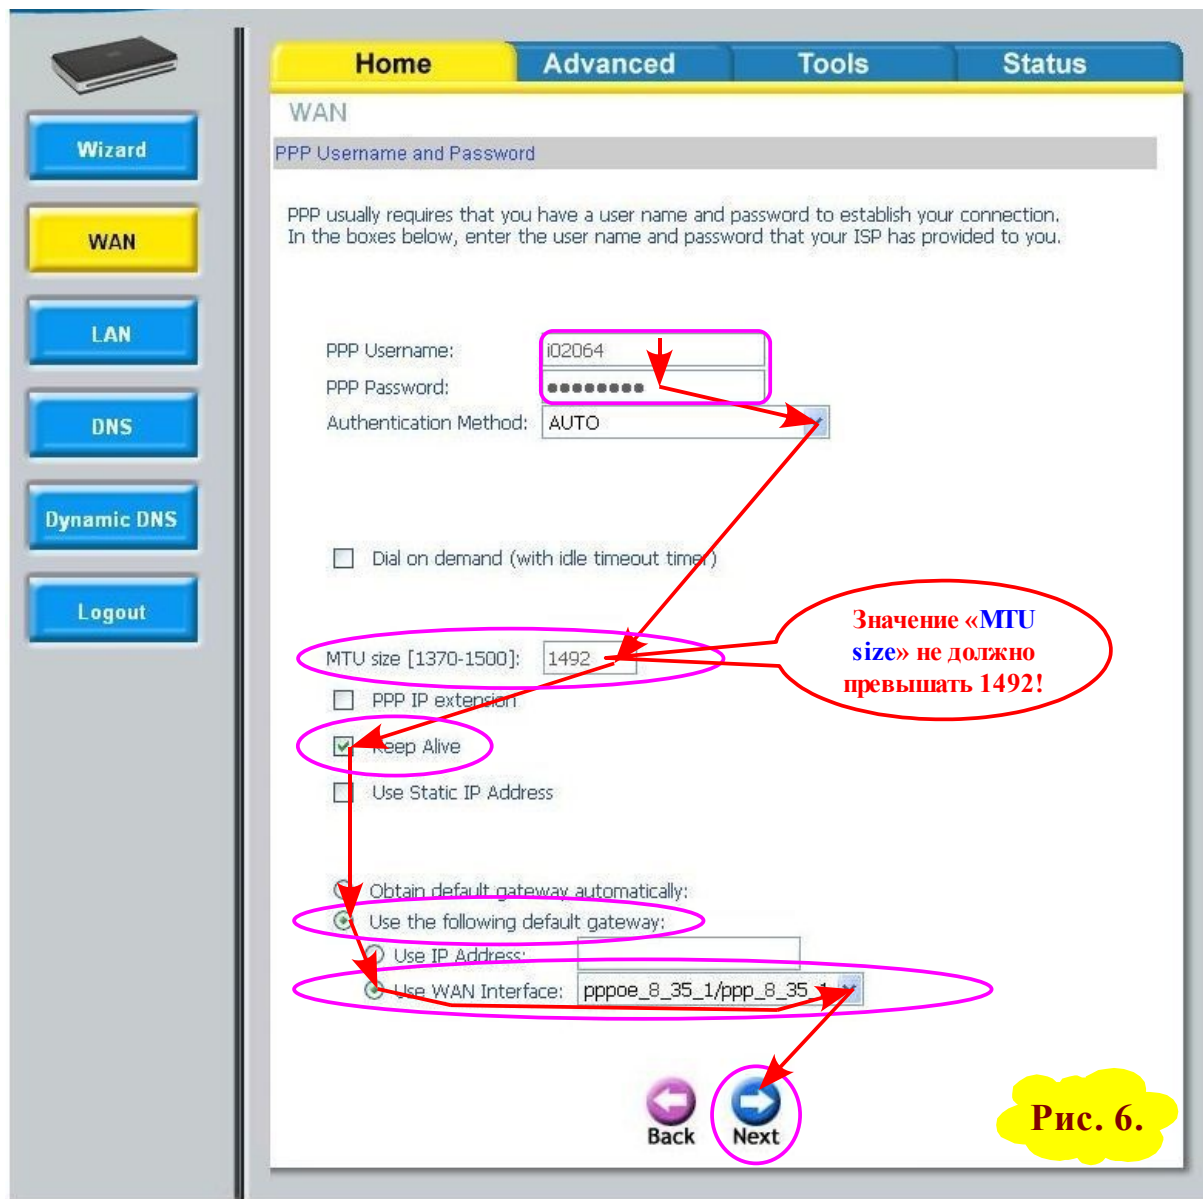 Home
Advanced
Tools
Status
Wizard
WAN
LAN
DNS
Dynamic DNS
Logout
WAN
PPP Username and Password
PPP usually requires that you have a user name and password to establish your connection.
In the boxes below, enter the user name and password that your ISP has provided to you.
PPP Username: i02064
PPP Password: ●●●●●●●●
Authentication Method: AUTO
Dial on demand (with idle timeout timer)
MTU size [1370-1500]: 1492
Значение «MTU
size» не должно
превышать 1492!
PPP IP extension
Keep Alive
Use Static IP Address
Obtain default gateway automatically:
Use the following default gateway:
Use IP Address:
Use WAN Interface: pppoe_8_35_1/ppp_8_35_1
Back
Next
Рис. 6.